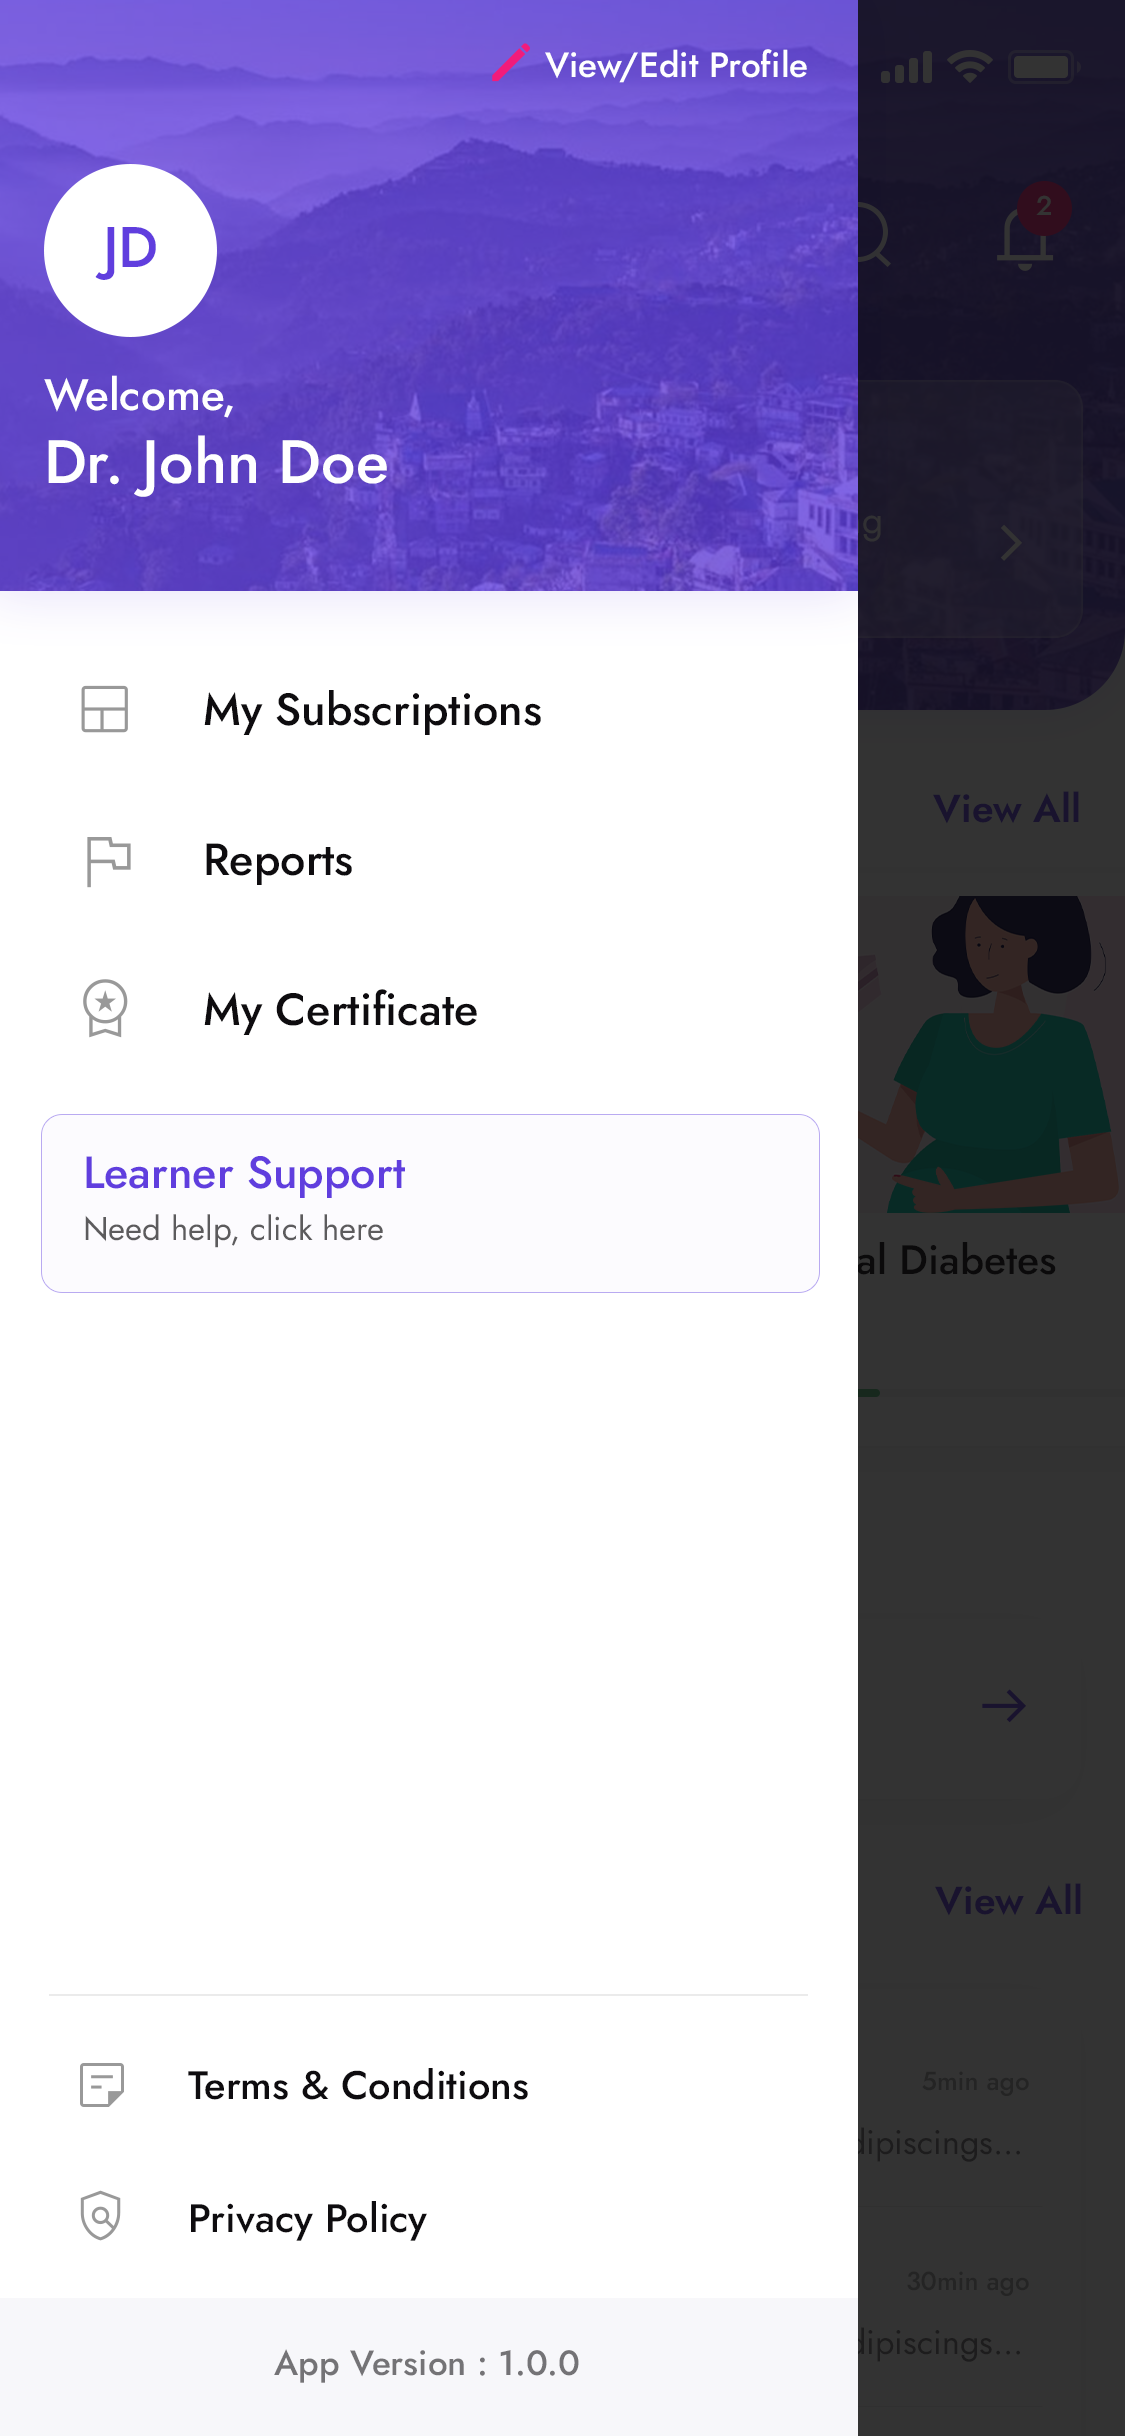 View/Edit Profile
2
JD
Welcome,
Dr. John Doe
g
My Subscriptions
View All
Reports
My Certificate
Learner Support
Need help, click here
al Diabetes
View All
Terms & Conditions
5min ago
dipiscings...
Privacy Policy
30min ago
dipiscings...
App Version : 1.0.0